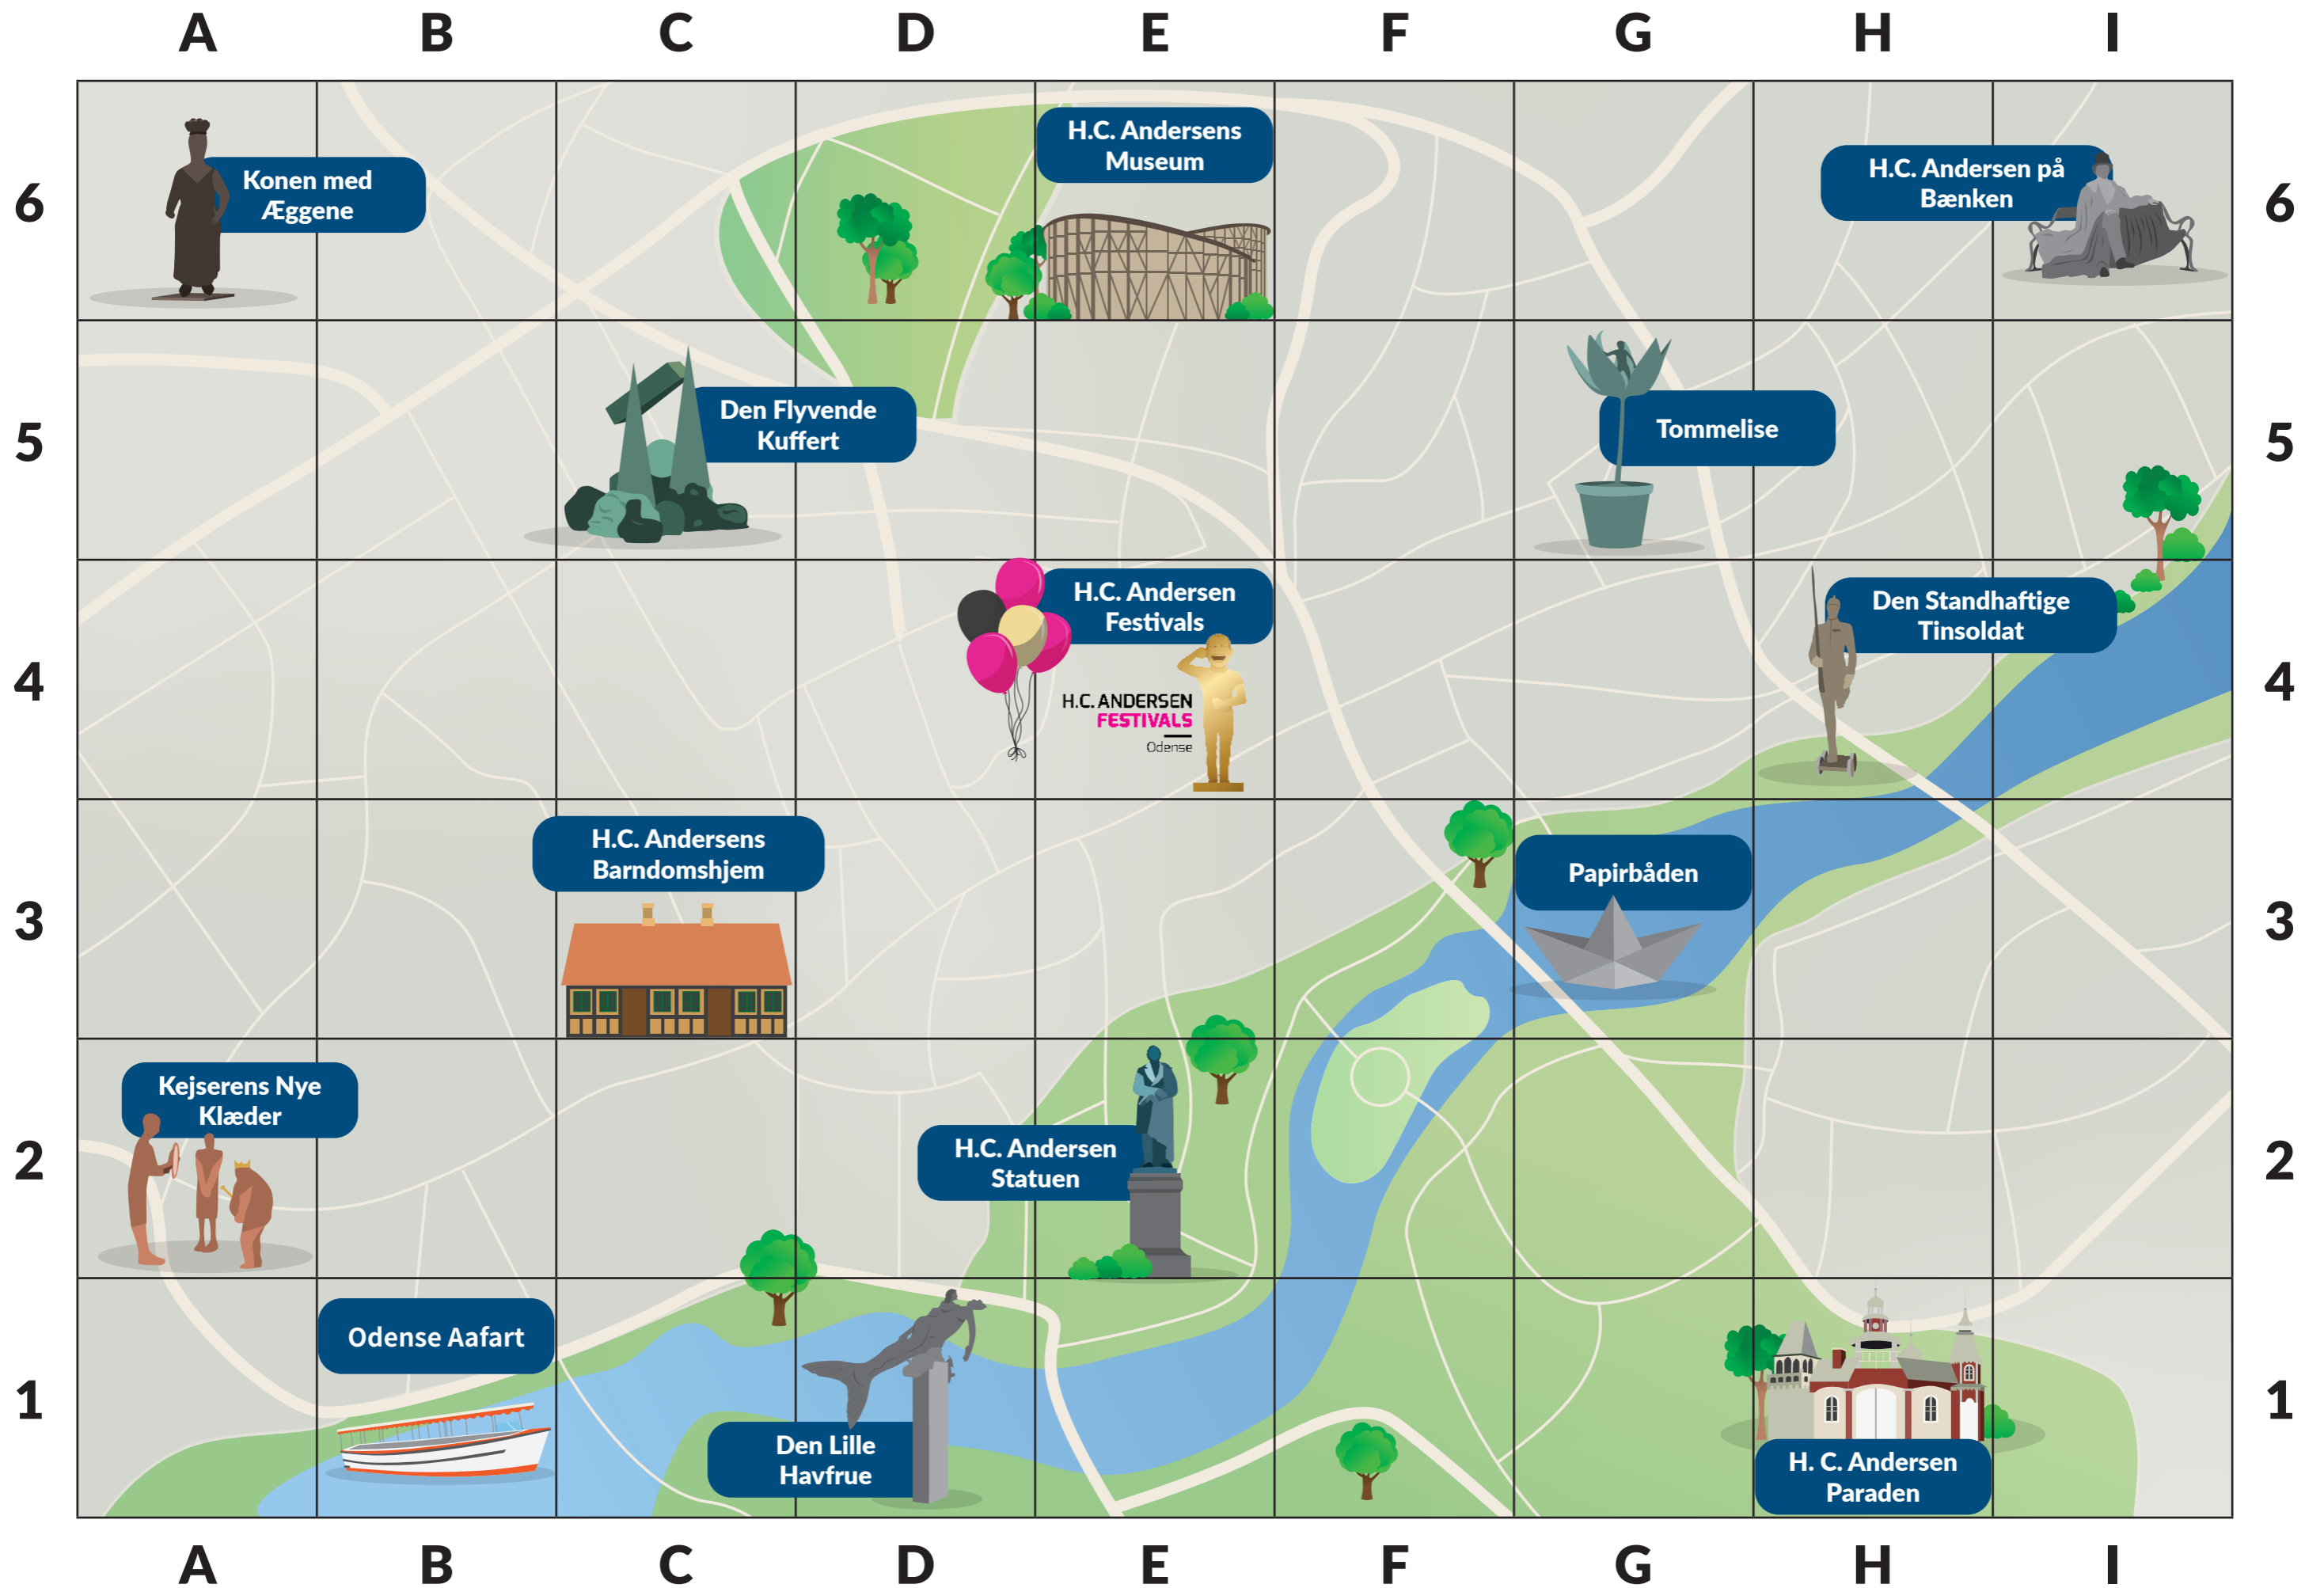 A B C D E F G H I
6 6
H.C. Andersens
Museum
Konen med
Æggene
H.C. Andersen på
Bænken
5 5
Den Flyvende
Kuffert
Tommelise
4 4
H.C. Andersen
Festivals
H.C. ANDERSEN
FESTIVALS
Odense
Den Standhaftige
Tinsoldat
3 3
H.C. Andersens
Barndomshjem
Papirbåden
2 2
Kejserens Nye
Klæder
H.C. Andersen
Statuen
1 1
Odense Aafart
Den Lille
Havfrue
H. C. Andersen
Paraden
A B C D E F G H I